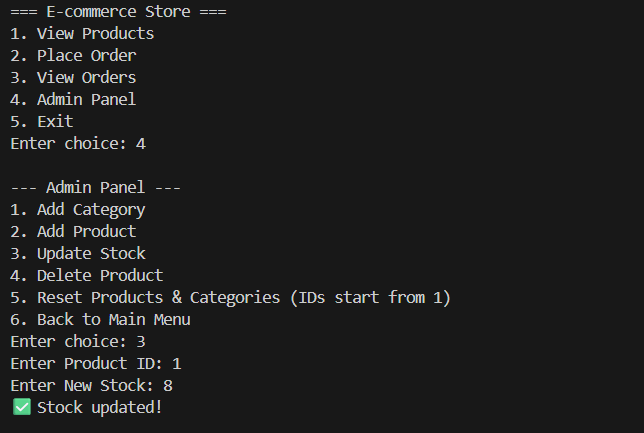 === E-commerce Store ===
1. View Products
2. Place Order
3. View Orders
4. Admin Panel
5. Exit
Enter choice: 4
--- Admin Panel ---
1. Add Category
2. Add Product
3. Update Stock
4. Delete Product
5. Reset Products & Categories (IDs start from 1)
6. Back to Main Menu
Enter choice: 3
Enter Product ID: 1
Enter New Stock: 8
✅ Stock updated!